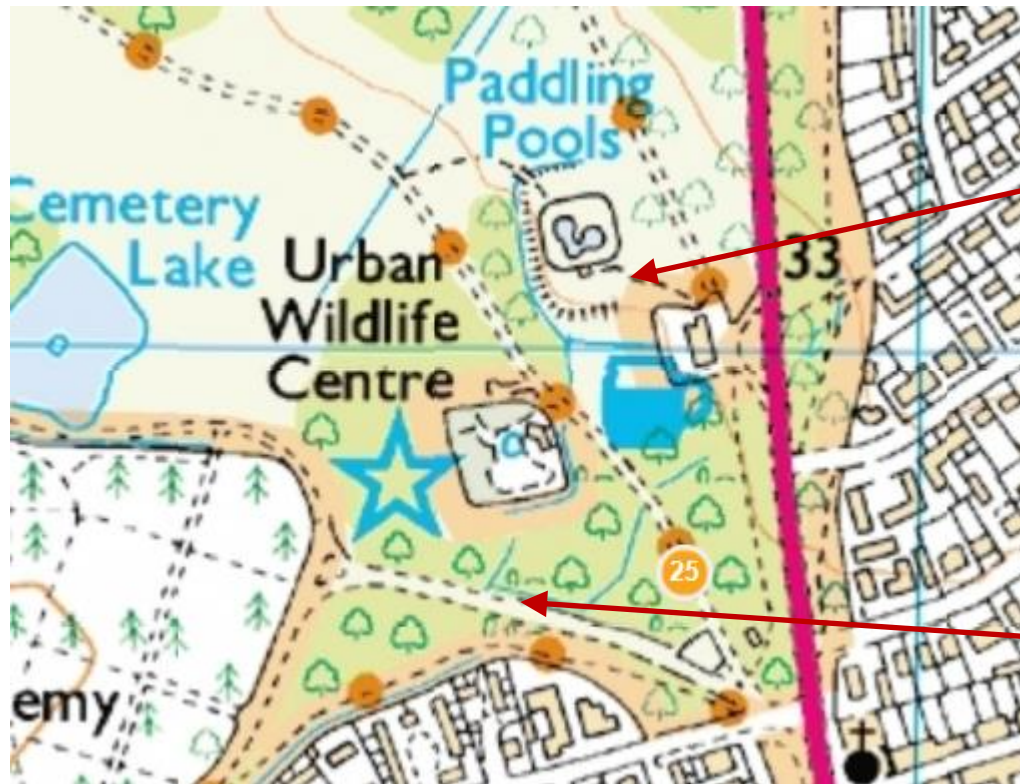 Paddling
Pools
Cemetery
Lake
Urban
Wildlife
Centre
33
25
emy